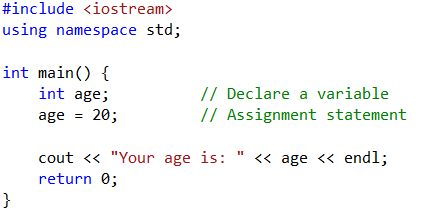 #include <iostream>
using namespace std;
int main() {
    int age;          // Declare a variable
    age = 20;         // Assignment statement
    cout << "Your age is: " << age << endl;
    return 0;
}